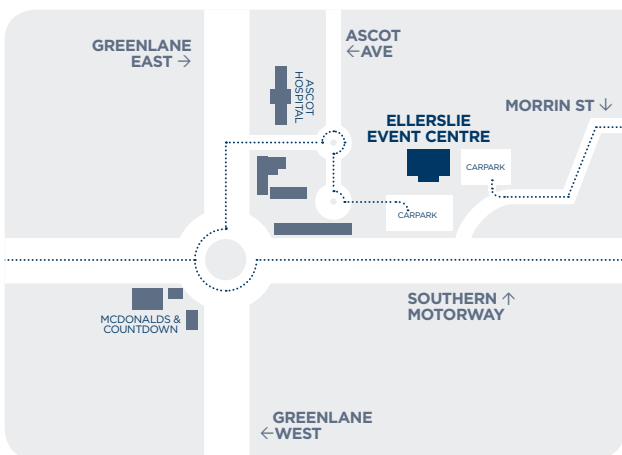 GREENLANE
EAST →
ASCOT
←AVE
ASCOT
HOSPITAL
MORRIN ST ↓
ELLERSLIE
EVENT CENTRE
CARPARK
CARPARK
SOUTHERN ↑
MOTORWAY
MCDONALDS &
COUNTDOWN
GREENLANE
←WEST